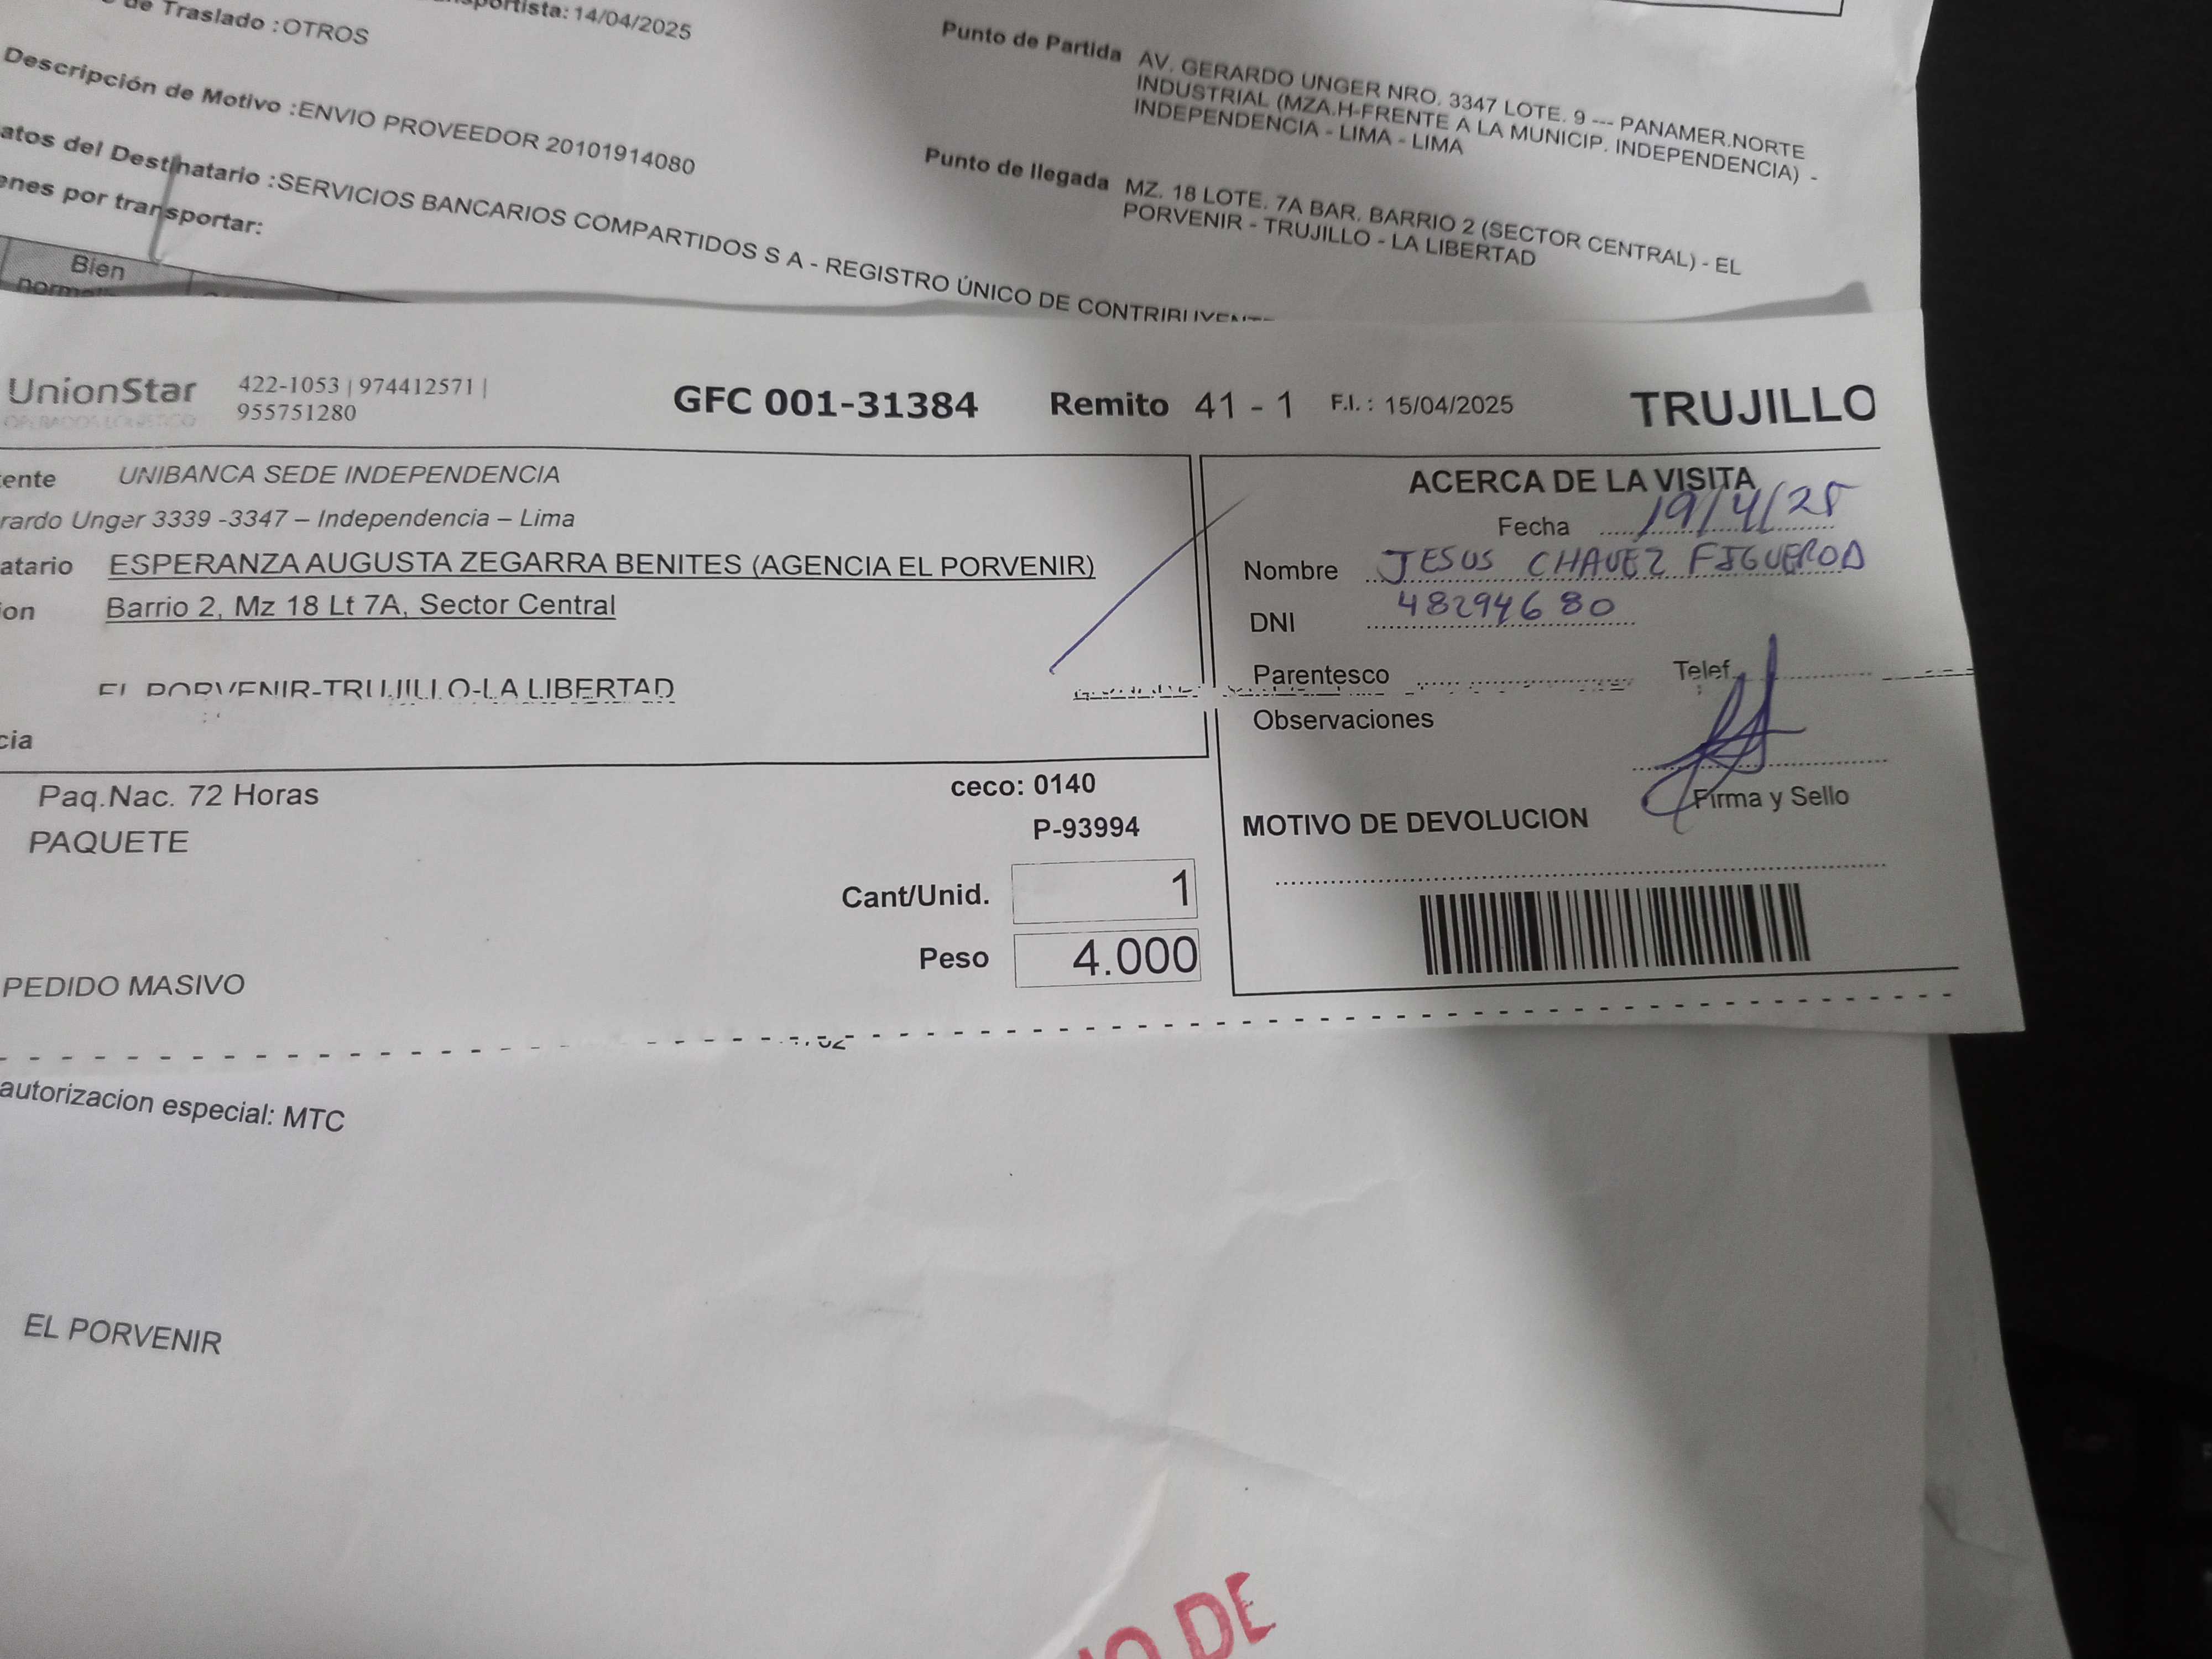 de Traslado :OTROS
14/04/2025
Descripción de Motivo :ENVIO PROVEEDOR 20101914080
atos del Destinatario :SERVICIOS BANCARIOS COMPARTIDOS S A - REGISTRO ÚNICO DE CONTRIBUYENTE
enes por transportar:
Bien
Punto de Partida AV. GERARDO UNGER NRO. 3347 LOTE. 9 --- PANAMER.NORTE
INDUSTRIAL (MZA.H-FRENTE A LA MUNICIP. INDEPENDENCIA) -
INDEPENDENCIA - LIMA - LIMA
Punto de llegada MZ. 18 LOTE. 7A BAR. BARRIO 2 (SECTOR CENTRAL) - EL
PORVENIR - TRUJILLO - LA LIBERTAD
UnionStar
OPERADOR LOGISTICO
422-1053 | 974412571 |
955751280
GFC 001-31384 Remito 41 - 1 F.I. : 15/04/2025 TRUJILLO
ente UNIBANCA SEDE INDEPENDENCIA
rardo Unger 3339 -3347 – Independencia – Lima
atario ESPERANZA AUGUSTA ZEGARRA BENITES (AGENCIA EL PORVENIR)
ion Barrio 2, Mz 18 Lt 7A, Sector Central
EL PORVENIR-TRUJILLO-LA LIBERTAD
cia
ACERCA DE LA VISITA
Fecha 19/4/25
Nombre JESUS CHAVEZ FIGUEROA
DNI 48294680
Parentesco Telef.
Observaciones
Firma y Sello
MOTIVO DE DEVOLUCION
Paq.Nac. 72 Horas
PAQUETE
ceco: 0140
P-93994
Cant/Unid. 1
Peso 4.000
PEDIDO MASIVO
autorizacion especial: MTC
EL PORVENIR
DE